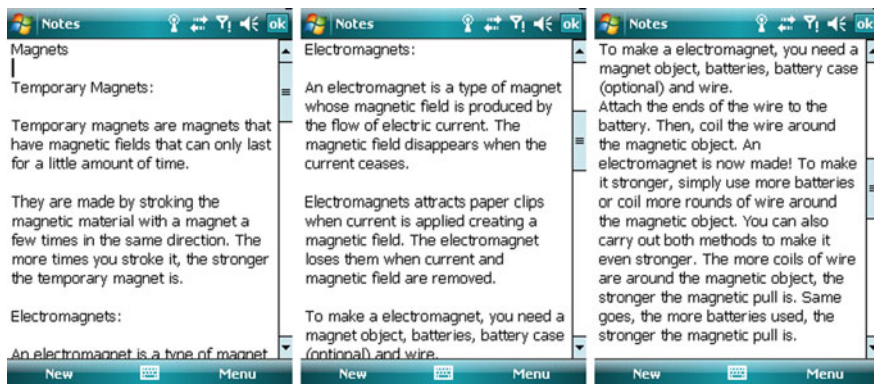 Notes
ok
Magnets
Temporary Magnets:
Temporary magnets are magnets that
have magnetic fields that can only last
for a little amount of time.
They are made by stroking the
magnetic material with a magnet a
few times in the same direction. The
more times you stroke it, the stronger
the temporary magnet is.
Electromagnets:
An electromagnet is a type of magnet
New
Menu
Notes
ok
Electromagnets:
An electromagnet is a type of magnet
whose magnetic field is produced by
the flow of electric current. The
magnetic field disappears when the
current ceases.
Electromagnets attracts paper clips
when current is applied creating a
magnetic field. The electromagnet
loses them when current and
magnetic field are removed.
To make a electromagnet, you need a
magnet object, batteries, battery case
(optional) and wire.
New
Menu
Notes
ok
To make a electromagnet, you need a
magnet object, batteries, battery case
(optional) and wire.
Attach the ends of the wire to the
battery. Then, coil the wire around
the magnetic object. An
electromagnet is now made! To make
it stronger, simply use more batteries
or coil more rounds of wire around
the magnetic object. You can also
carry out both methods to make it
even stronger. The more coils of wire
are around the magnetic object, the
stronger the magnetic pull is. Same
goes, the more batteries used, the
stronger the magnetic pull is.
New
Menu